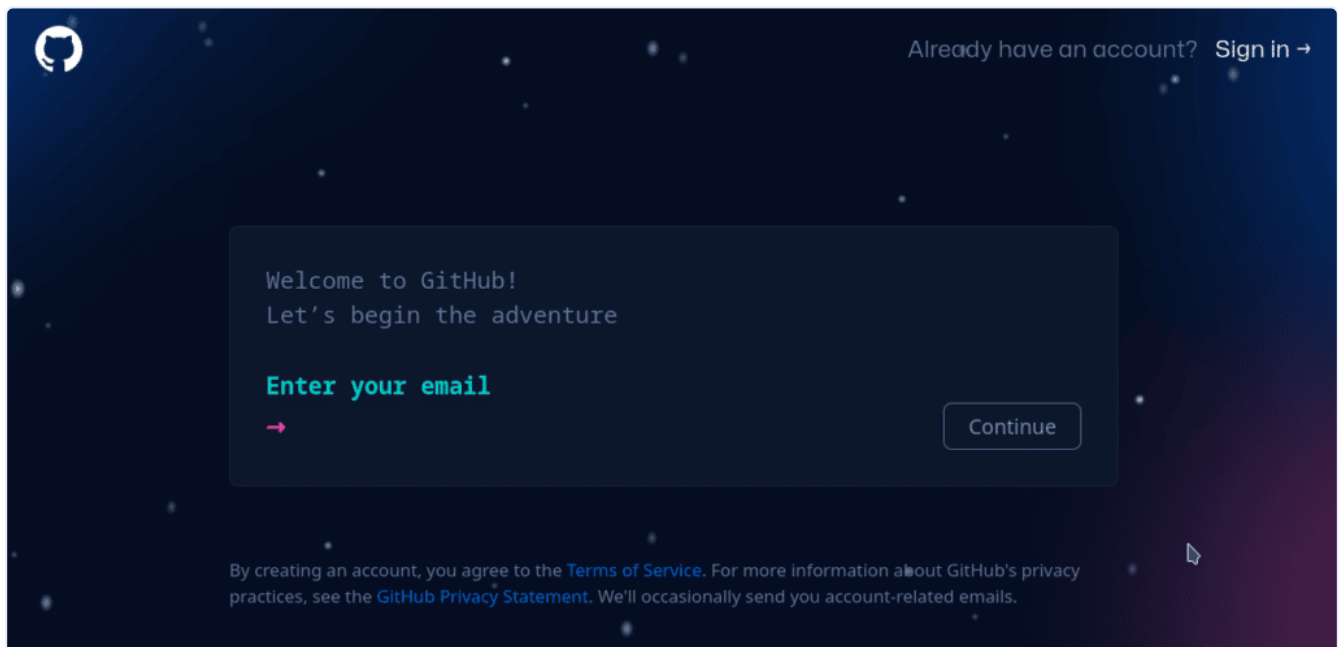 Already have an account? Sign in →
Welcome to GitHub!
Let’s begin the adventure
Enter your email
→
Continue
By creating an account, you agree to the Terms of Service. For more information about GitHub's privacy
practices, see the GitHub Privacy Statement. We'll occasionally send you account-related emails.